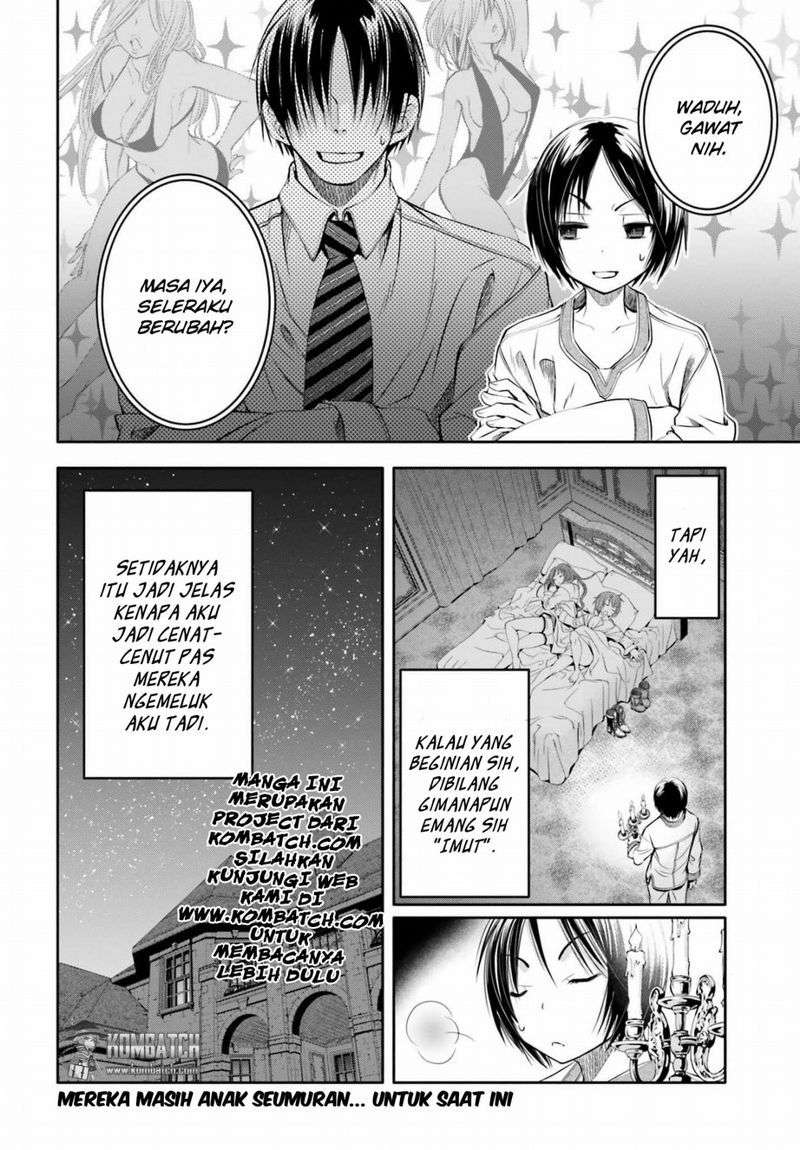 WADUH,
GAWAT
NIH.
MASA IYA,
SELERAKU
BERUBAH?
TAPI
YAH,
KALAU YANG
BEGINIAN SIH,
DIBILANG
GIMANAPUN
EMANG SIH
"IMUT".
SETIDAKNYA
ITU JADI JELAS
KENAPA AKU
JADI CENAT-
CENUT PAS
MEREKA
NGEMELUK
AKU TADI.
MANGA INI
MERUPAKAN
PROJECT DARI
KOMBATCH.COM
SILAHKAN
KUNJUNGI WEB
KAMI DI
WWW.KOMBATCH.COM
UNTUK
MEMBACANYA
LEBIH DULU
KOMBATCH
www.kombatch.com
MEREKA MASIH ANAK SEUMURAN... UNTUK SAAT INI